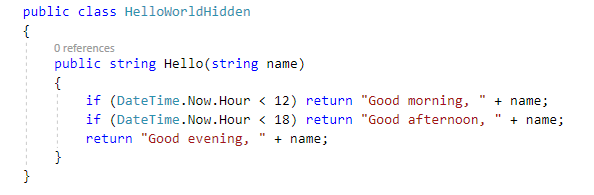 public class HelloWorldHidden
{
0 references
public string Hello(string name)
{
if (DateTime.Now.Hour < 12) return "Good morning, " + name;
if (DateTime.Now.Hour < 18) return "Good afternoon, " + name;
return "Good evening, " + name;
}
}